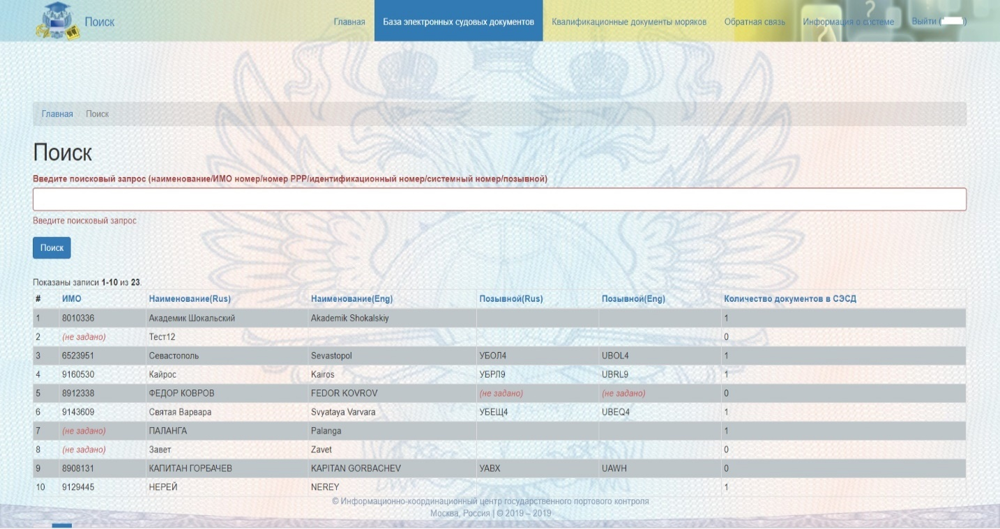 Поиск
Главная База электронных судовых документов Квалификационные документы моряков Обратная связь Информация о системе Выйти ( )
Главная Поиск
Поиск
Введите поисковый запрос (наименование/ИМО номер/номер РРР/идентификационный номер/системный номер/позывной)
Введите поисковый запрос
Поиск
Показаны записи 1-10 из 23.
# ИМО Наименование(Rus) Наименование(Eng) Позывной(Rus) Позывной(Eng) Количество документов в СЭСД
1 8010336 Академик Шокальский Akademik Shokalskiy 1
2 (не задано) Тест12 0
3 6523951 Севастополь Sevastopol УБОЛ4 UBOL4 1
4 9160530 Кайрос Kairos УБРЛ9 UBRL9 1
5 8912338 ФЕДОР КОВРОВ FEDOR KOVROV (не задано) (не задано) 0
6 9143609 Святая Варвара Svyataya Varvara УБЕЩ4 UBEQ4 1
7 (не задано) ПАЛАНГА Palanga 1
8 (не задано) Завет Zavet 0
9 8908131 КАПИТАН ГОРБАЧЕВ KAPITAN GORBACHEV УАВХ UAWH 0
10 9129445 НЕРЕЙ NEREY 1
© Информационно-координационный центр государственного портового контроля
Москва, Россия | © 2019 – 2019